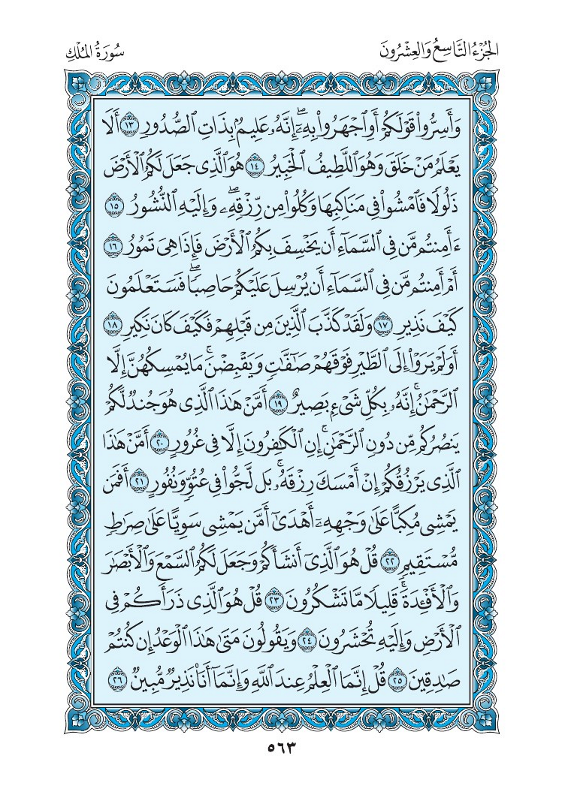 الجُزْءُ التَّاسِعُ وَالعِشْرُونَ
سُورَةُ المُلْكِ
وَأَسِرُّوا۟ قَوْلَكُمْ أَوِ ٱجْهَرُوا۟ بِهِۦٓ ۖ إِنَّهُۥ عَلِيمٌۢ بِذَاتِ ٱلصُّدُورِ ١٣ أَلَا
يَعْلَمُ مَنْ خَلَقَ وَهُوَ ٱللَّطِيفُ ٱلْخَبِيرُ ١٤ هُوَ ٱلَّذِى جَعَلَ لَكُمُ ٱلْأَرْضَ
ذَلُولًا فَٱمْشُوا۟ فِى مَنَاكِبِهَا وَكُلُوا۟ مِن رِّزْقِهِۦ ۖ وَإِلَيْهِ ٱلنُّشُورُ ١٥
ءَأَمِنتُم مَّن فِى ٱلسَّمَآءِ أَن يَخْسِفَ بِكُمُ ٱلْأَرْضَ فَإِذَا هِىَ تَمُورُ ١٦
أَمْ أَمِنتُم مَّن فِى ٱلسَّمَآءِ أَن يُرْسِلَ عَلَيْكُمْ حَاصِبًا ۖ فَسَتَعْلَمُونَ
كَيْفَ نَذِيرِ ١٧ وَلَقَدْ كَذَّبَ ٱلَّذِينَ مِن قَبْلِهِمْ فَكَيْفَ كَانَ نَكِيرِ ١٨
أَوَلَمْ يَرَوْا۟ إِلَى ٱلطَّيْرِ فَوْقَهُمْ صَٰٓفَّٰتٍ وَيَقْبِضْنَ ۚ مَا يُمْسِكُهُنَّ إِلَّا
ٱلرَّحْمَٰنُ ۚ إِنَّهُۥ بِكُلِّ شَىْءٍۭ بَصِيرٌ ١٩ أَمَّنْ هَٰذَا ٱلَّذِى هُوَ جُندٌ لَّكُمْ
يَنصُرُكُم مِّن دُونِ ٱلرَّحْمَٰنِ ۚ إِنِ ٱلْكَٰفِرُونَ إِلَّا فِى غُرُورٍ ٢٠ أَمَّنْ هَٰذَا
ٱلَّذِى يَرْزُقُكُمْ إِنْ أَمْسَكَ رِزْقَهُۥ ۚ بَل لَّجُّوا۟ فِى عُتُوٍّ وَنُفُورٍ ٢١ أَفَمَن
يَمْشِى مُكِبًّا عَلَىٰ وَجْهِهِۦٓ أَهْدَىٰٓ أَمَّن يَمْشِى سَوِيًّا عَلَىٰ صِرَٰطٍ
مُّسْتَقِيمٍ ٢٢ قُلْ هُوَ ٱلَّذِىٓ أَنشَأَكُمْ وَجَعَلَ لَكُمُ ٱلسَّمْعَ وَٱلْأَبْصَٰرَ
وَٱلْأَفْـِٔدَةَ ۖ قَلِيلًا مَّا تَشْكُرُونَ ٢٣ قُلْ هُوَ ٱلَّذِى ذَرَأَكُمْ فِى
ٱلْأَرْضِ وَإِلَيْهِ تُحْشَرُونَ ٢٤ وَيَقُولُونَ مَتَىٰ هَٰذَا ٱلْوَعْدُ إِن كُنتُمْ
صَٰدِقِينَ ٢٥ قُلْ إِنَّمَا ٱلْعِلْمُ عِندَ ٱللَّهِ وَإِنَّمَآ أَنَا۠ نَذِيرٌ مُّبِينٌ ٢٦
٥٦٣